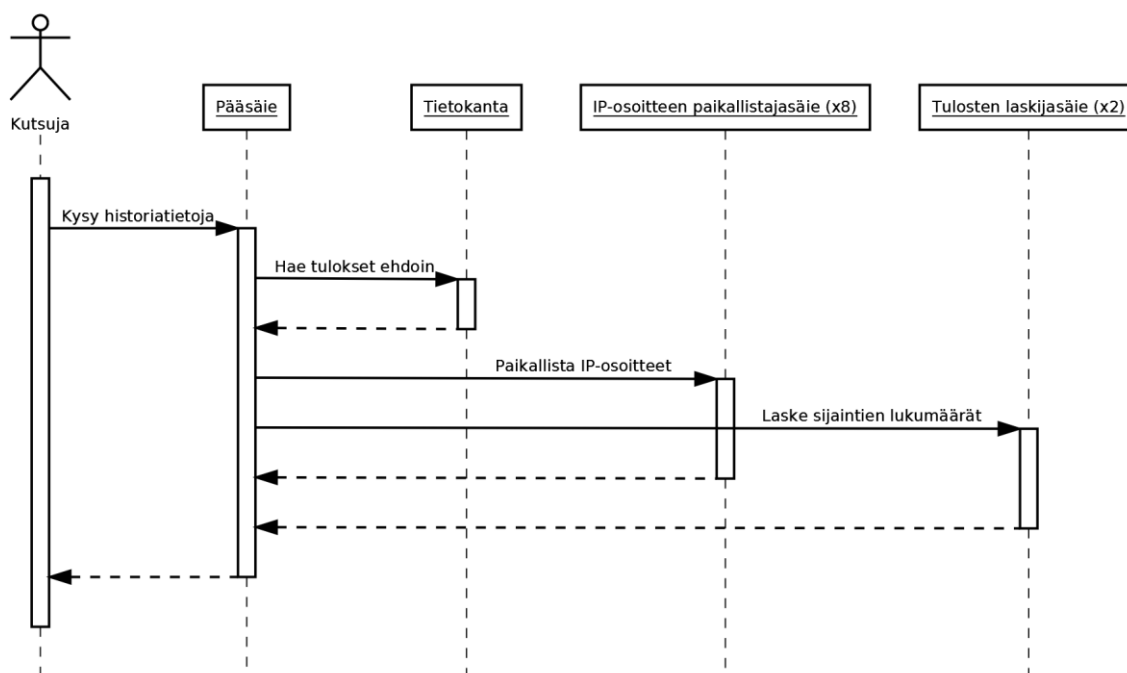 Kutsuja
Pääsäie
Tietokanta
IP-osoitteen paikallistajasäie (x8)
Tulosten laskijasäie (x2)
Kysy historiatietoja
Hae tulokset ehdoin
Paikallista IP-osoitteet
Laske sijaintien lukumäärät